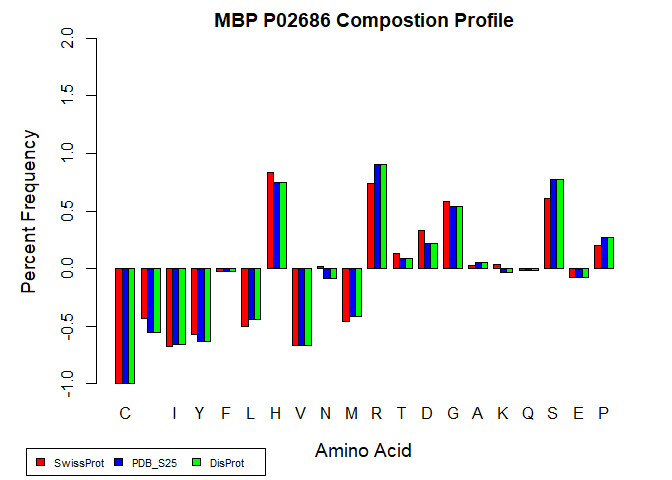 MBP P02686 Compostion Profile
Percent Frequency
2.0
1.5
1.0
0.5
0.0
-0.5
-1.0
C I Y F L H V N M R T D G A K Q S E P
Amino Acid
SwissProt PDB_S25 DisProt